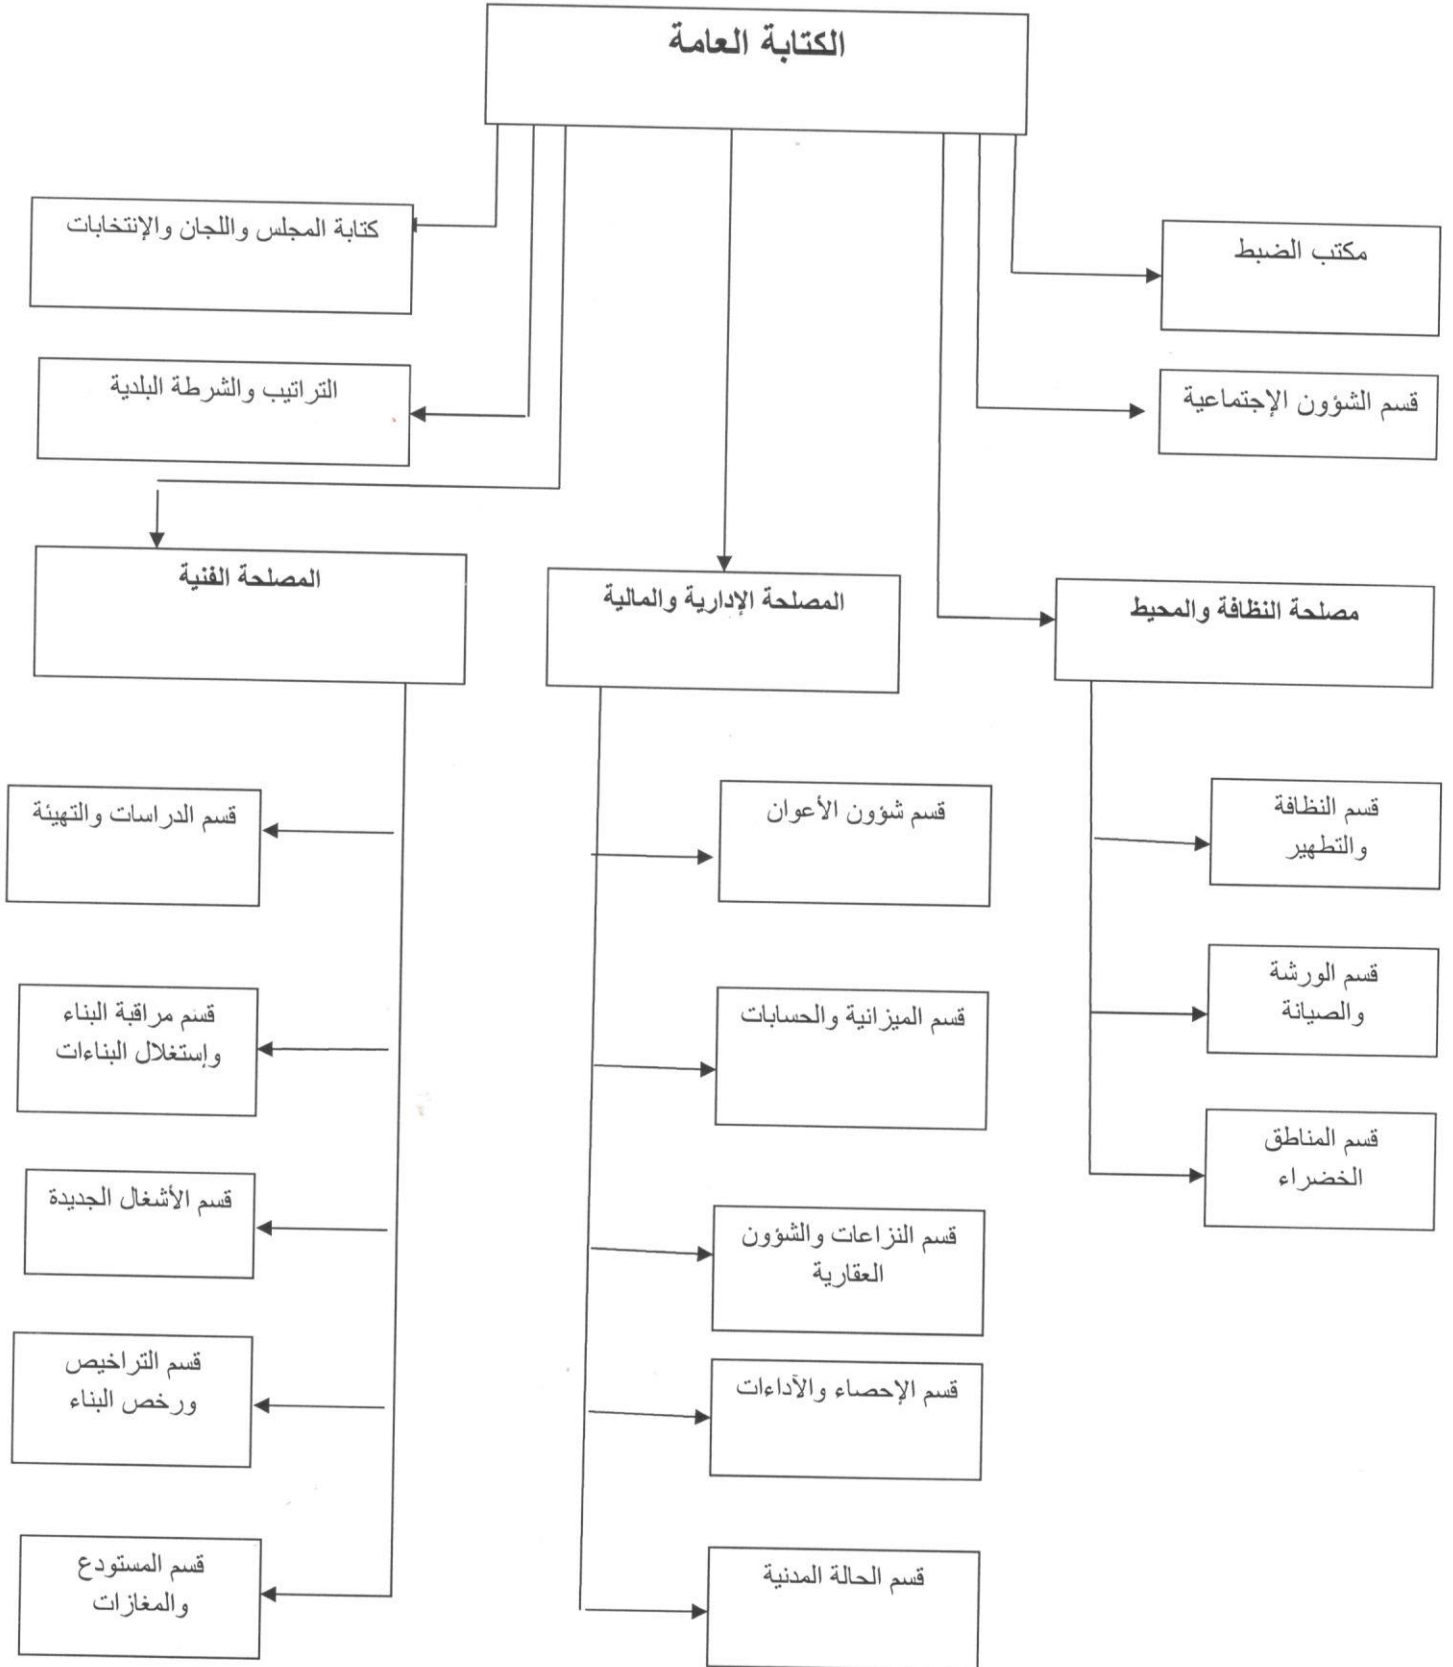 الكتابة العامة
مكتب الضبط
كتابة المجلس واللجان والإنتخابات
قسم الشؤون الإجتماعية
التراتيب والشرطة البلدية
مصلحة النظافة والمحيط
المصلحة الإدارية والمالية
المصلحة الفنية
قسم النظافة
والتطهير
قسم الورشة
والصيانة
قسم المناطق
الخضراء
قسم شؤون الأعوان
قسم الميزانية والحسابات
قسم النزاعات والشؤون
العقارية
قسم الإحصاء والآداءات
قسم الحالة المدنية
قسم الدراسات والتهيئة
قسم مراقبة البناء
وإستغلال البناءات
قسم الأشغال الجديدة
قسم التراخيص
ورخص البناء
قسم المستودع
والمغازات